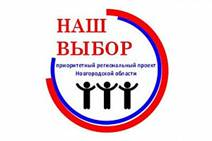 НАШ
ВЫБОР
приоритетный региональный проект
Новгородской области